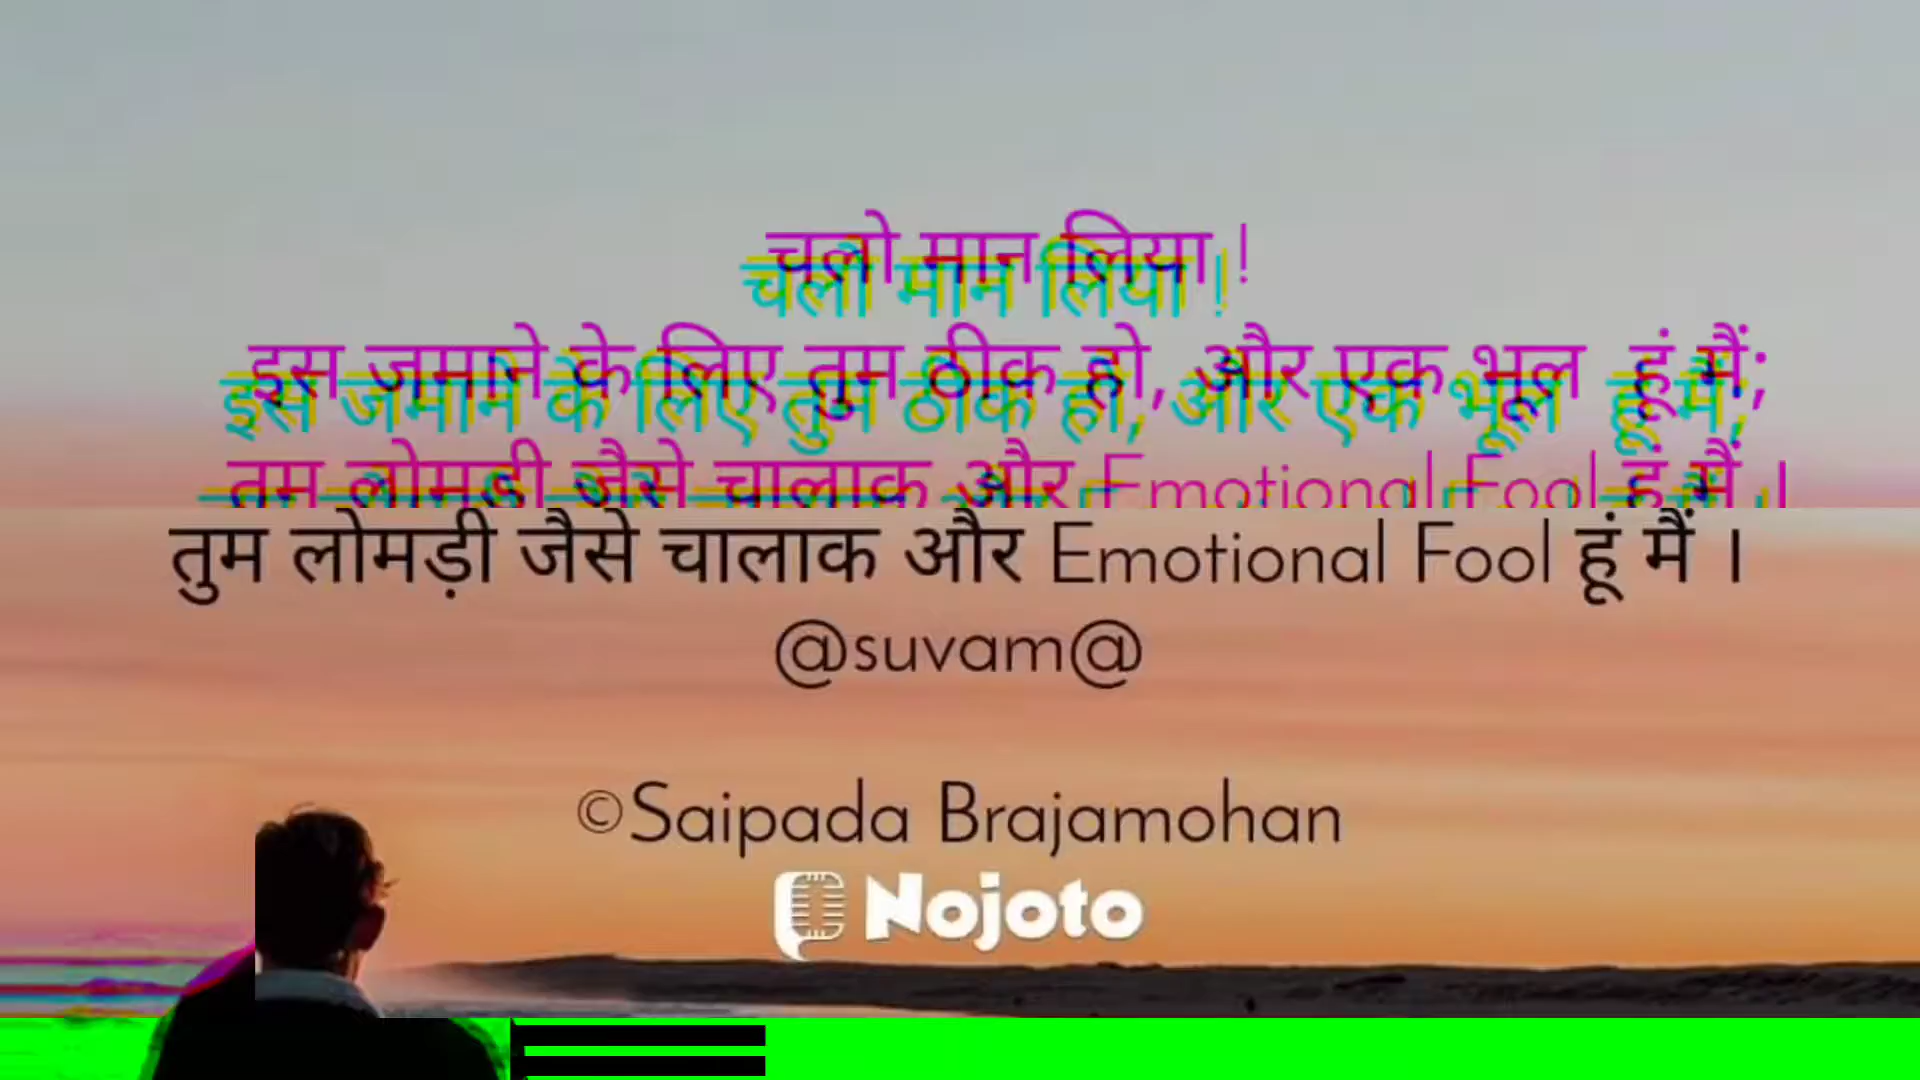 चलो मान लिया !
इस जमाने के लिए तुम ठीक हो, और एक भूल हूं मैं;
तुम लोमड़ी जैसे चालाक और Emotional Fool हूं मैं ।
@suvam@
©Saipada Brajamohan
Nojoto